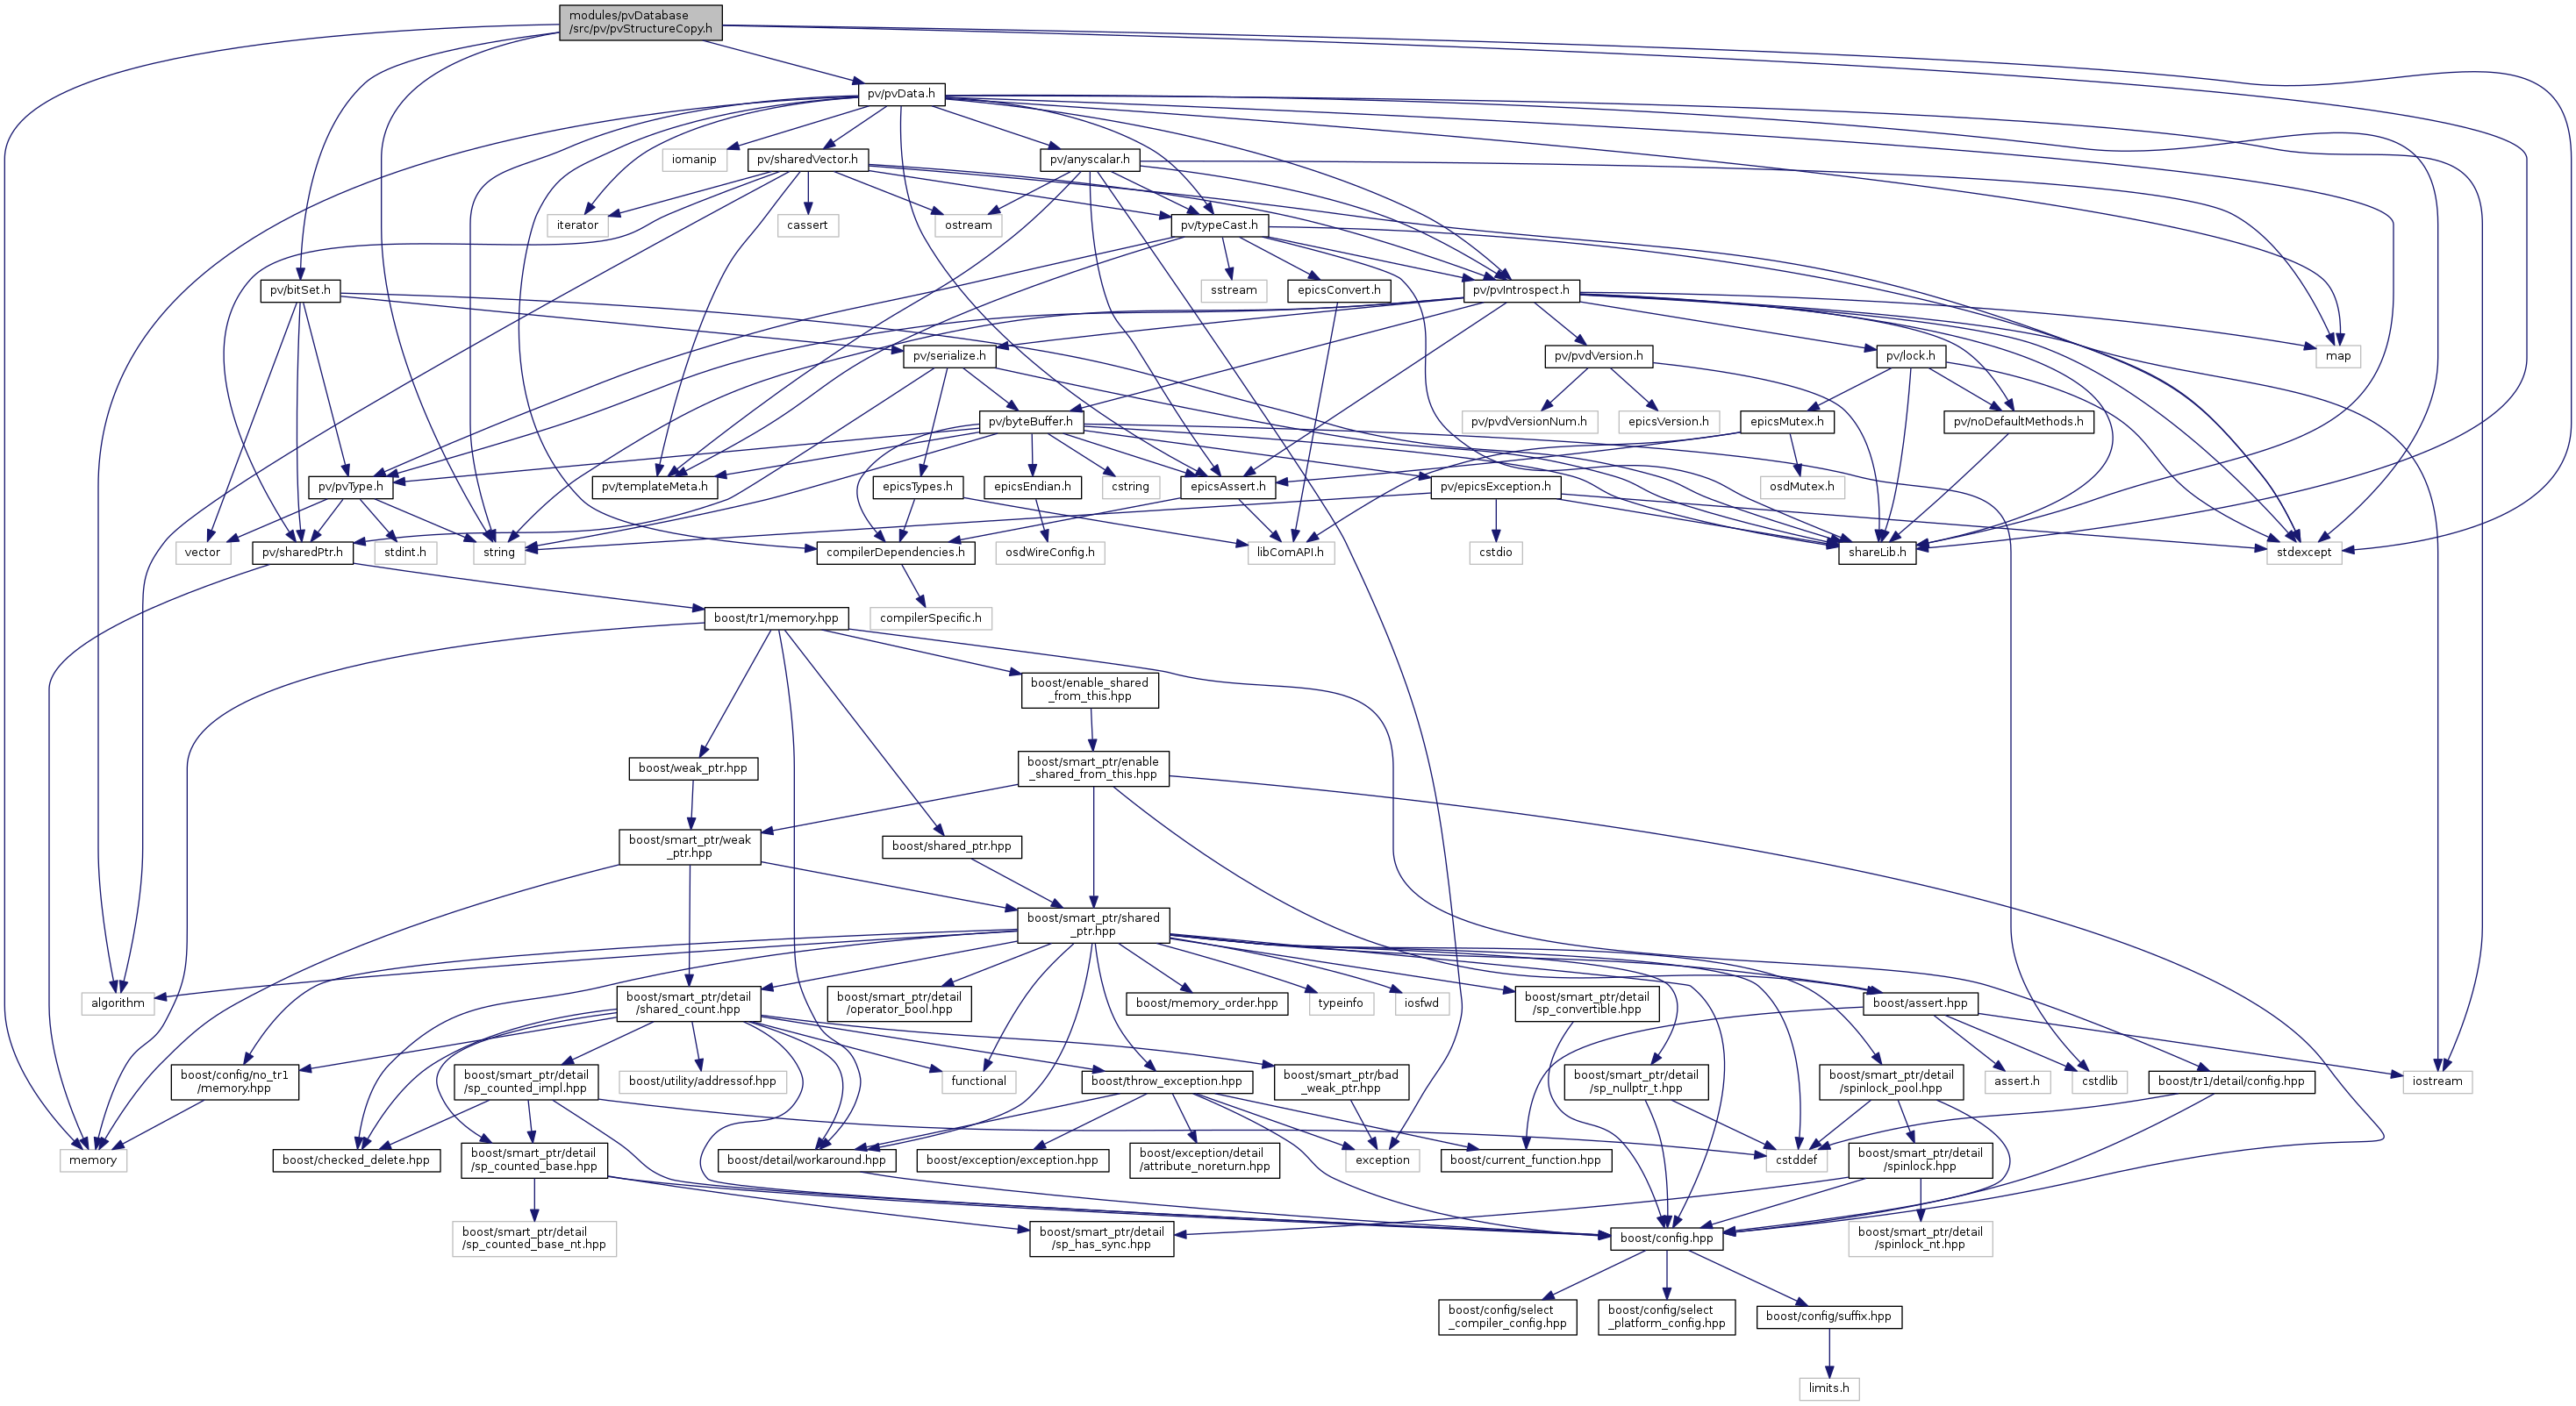 modules/pvDatabase
/src/pv/pvStructureCopy.h
pv/pvData.h
iomanip
pv/sharedVector.h
pv/anyscalar.h
iterator
cassert
ostream
pv/typeCast.h
pv/bitSet.h
sstream
epicsConvert.h
pv/pvIntrospect.h
pv/serialize.h
pv/pvdVersion.h
pv/lock.h
map
pv/byteBuffer.h
pv/pvdVersionNum.h
epicsVersion.h
epicsMutex.h
pv/noDefaultMethods.h
pv/pvType.h
pv/templateMeta.h
epicsTypes.h
epicsEndian.h
cstring
epicsAssert.h
pv/epicsException.h
osdMutex.h
vector
pv/sharedPtr.h
stdint.h
string
compilerDependencies.h
osdWireConfig.h
libComAPI.h
cstdio
shareLib.h
stdexcept
boost/tr1/memory.hpp
compilerSpecific.h
boost/enable_shared
_from_this.hpp
boost/weak_ptr.hpp
boost/smart_ptr/enable
_shared_from_this.hpp
boost/smart_ptr/weak
_ptr.hpp
boost/shared_ptr.hpp
boost/smart_ptr/shared
_ptr.hpp
algorithm
boost/smart_ptr/detail
/shared_count.hpp
boost/smart_ptr/detail
/operator_bool.hpp
boost/memory_order.hpp
typeinfo
iosfwd
boost/smart_ptr/detail
/sp_convertible.hpp
boost/assert.hpp
boost/config/no_tr1
/memory.hpp
boost/smart_ptr/detail
/sp_counted_impl.hpp
boost/utility/addressof.hpp
functional
boost/throw_exception.hpp
boost/smart_ptr/bad
_weak_ptr.hpp
boost/smart_ptr/detail
/sp_nullptr_t.hpp
boost/smart_ptr/detail
/spinlock_pool.hpp
assert.h
cstdlib
boost/tr1/detail/config.hpp
iostream
memory
boost/checked_delete.hpp
boost/smart_ptr/detail
/sp_counted_base.hpp
boost/detail/workaround.hpp
boost/exception/exception.hpp
boost/exception/detail
/attribute_noreturn.hpp
exception
boost/current_function.hpp
cstddef
boost/smart_ptr/detail
/spinlock.hpp
boost/smart_ptr/detail
/sp_counted_base_nt.hpp
boost/smart_ptr/detail
/sp_has_sync.hpp
boost/config.hpp
boost/smart_ptr/detail
/spinlock_nt.hpp
boost/config/select
_compiler_config.hpp
boost/config/select
_platform_config.hpp
boost/config/suffix.hpp
limits.h